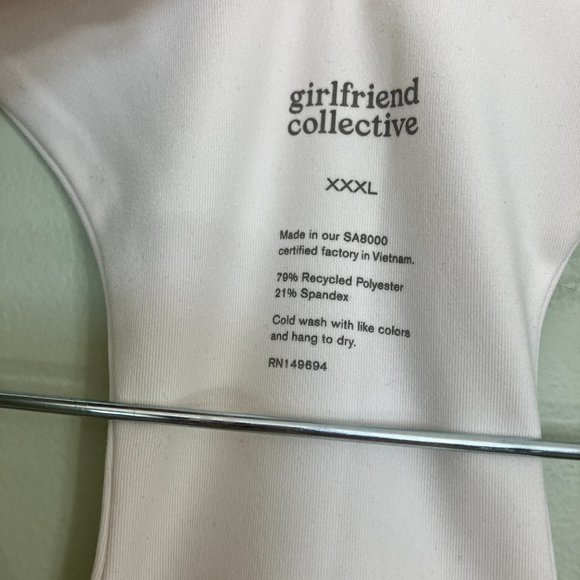 girlfriend
collective
XXXL
Made in our SA8000
certified factory in Vietnam.
79% Recycled Polyester
21% Spandex
Cold wash with like colors
and hang to dry.
RN149694